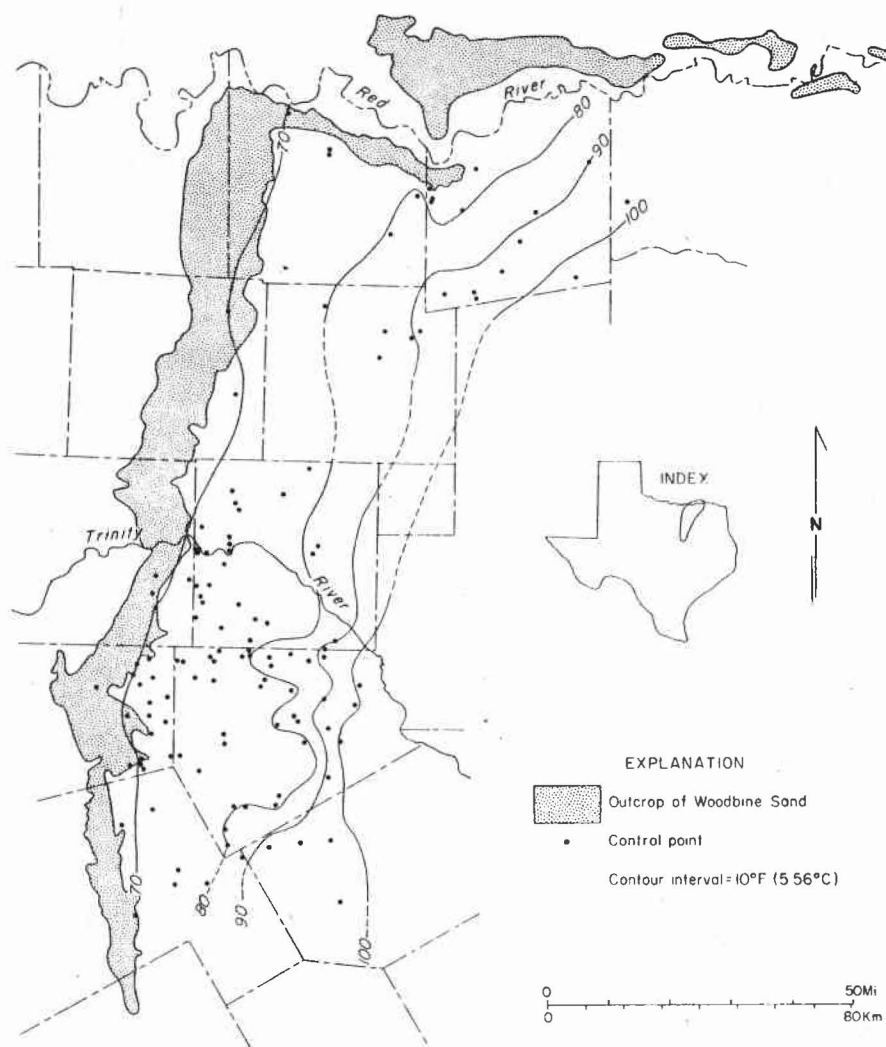 Red
River
80
70
90
100
INDEX
N
Trinity
River
EXPLANATION
Outcrop of Woodbine Sand
Control point
Contour interval = 10°F (5 56°C)
70
80
90
100
0 50Mi
0 80Km